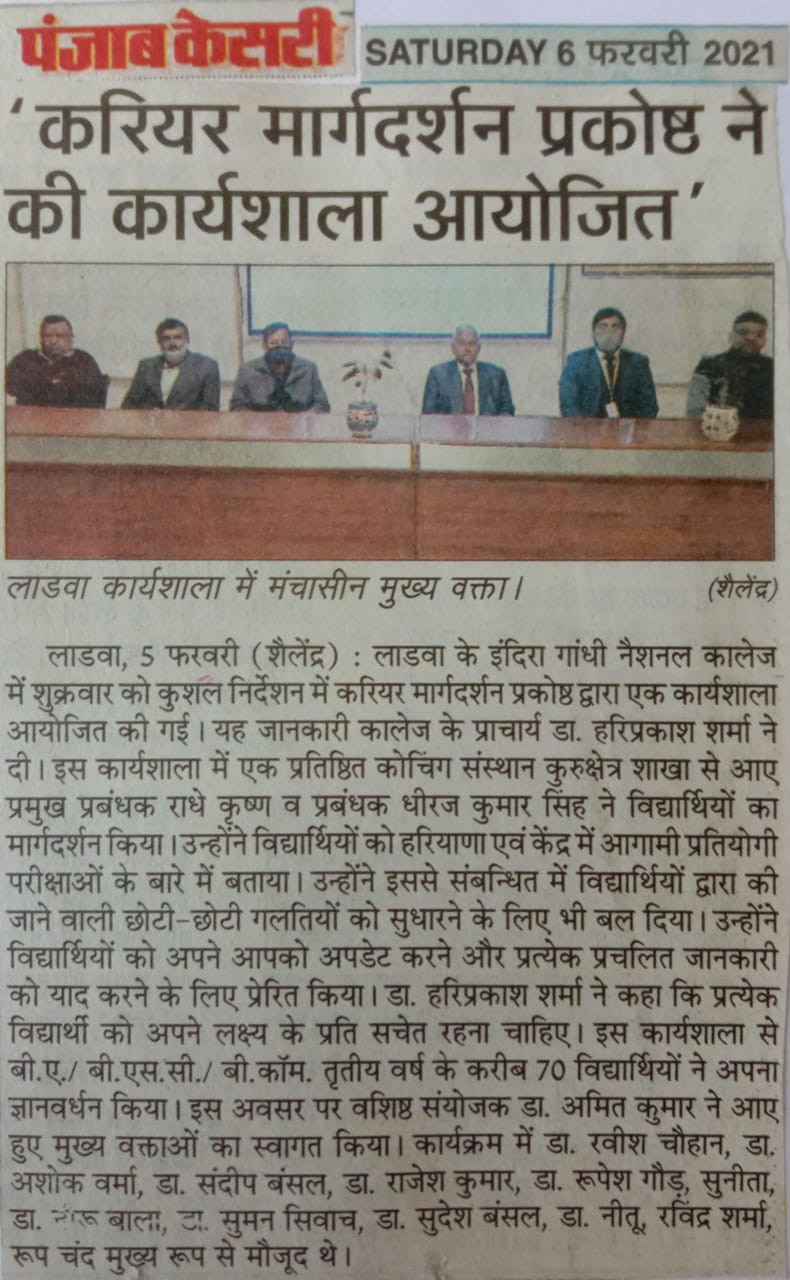 पंजाब केसरी
SATURDAY 6 फरवरी 2021
'करियर मार्गदर्शन प्रकोष्ठ ने
की कार्यशाला आयोजित'
लाडवा कार्यशाला में मंचासीन मुख्य वक्ता। (शैलेंद्र)
लाडवा, 5 फरवरी (शैलेंद्र) : लाडवा के इंदिरा गांधी नैशनल कालेज
में शुक्रवार को कुशल निर्देशन में करियर मार्गदर्शन प्रकोष्ठ द्वारा एक कार्यशाला
आयोजित की गई। यह जानकारी कालेज के प्राचार्य डा. हरिप्रकाश शर्मा ने
दी। इस कार्यशाला में एक प्रतिष्ठित कोचिंग संस्थान कुरुक्षेत्र शाखा से आए
प्रमुख प्रबंधक राधे कृष्ण व प्रबंधक धीरज कुमार सिंह ने विद्यार्थियों का
मार्गदर्शन किया। उन्होंने विद्यार्थियों को हरियाणा एवं केंद्र में आगामी प्रतियोगी
परीक्षाओं के बारे में बताया। उन्होंने इससे संबन्धित में विद्यार्थियों द्वारा की
जाने वाली छोटी-छोटी गलतियों को सुधारने के लिए भी बल दिया। उन्होंने
विद्यार्थियों को अपने आपको अपडेट करने और प्रत्येक प्रचलित जानकारी
को याद करने के लिए प्रेरित किया। डा. हरिप्रकाश शर्मा ने कहा कि प्रत्येक
विद्यार्थी को अपने लक्ष्य के प्रति सचेत रहना चाहिए। इस कार्यशाला से
बी.ए./ बी.एस.सी./ बी.कॉम. तृतीय वर्ष के करीब 70 विद्यार्थियों ने अपना
ज्ञानवर्धन किया। इस अवसर पर वशिष्ठ संयोजक डा. अमित कुमार ने आए
हुए मुख्य वक्ताओं का स्वागत किया। कार्यक्रम में डा. रवीश चौहान, डा.
अशोक वर्मा, डा. संदीप बंसल, डा. राजेश कुमार, डा. रूपेश गौड़, सुनीता,
डा. बाला, डा. सुमन सिवाच, डा. सुदेश बंसल, डा. नीतू, रविंद्र शर्मा,
रूप चंद मुख्य रूप से मौजूद थे।